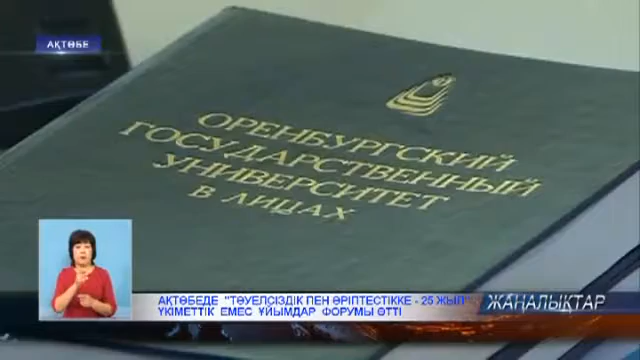 АҚТӨБЕ
ОРЕНБУРГСКИЙ
ГОСУДАРСТВЕННЫЙ
УНИВЕРСИТЕТ
В ЛИЦАХ
АҚТӨБЕДЕ "ТӘУЕЛСІЗДІК ПЕН ӘРІПТЕСТІККЕ - 25 ЖЫЛ"
ҮКІМЕТТІК ЕМЕС ҰЙЫМДАР ФОРУМЫ ӨТТІ
ЖАҢАЛЫҚТАР